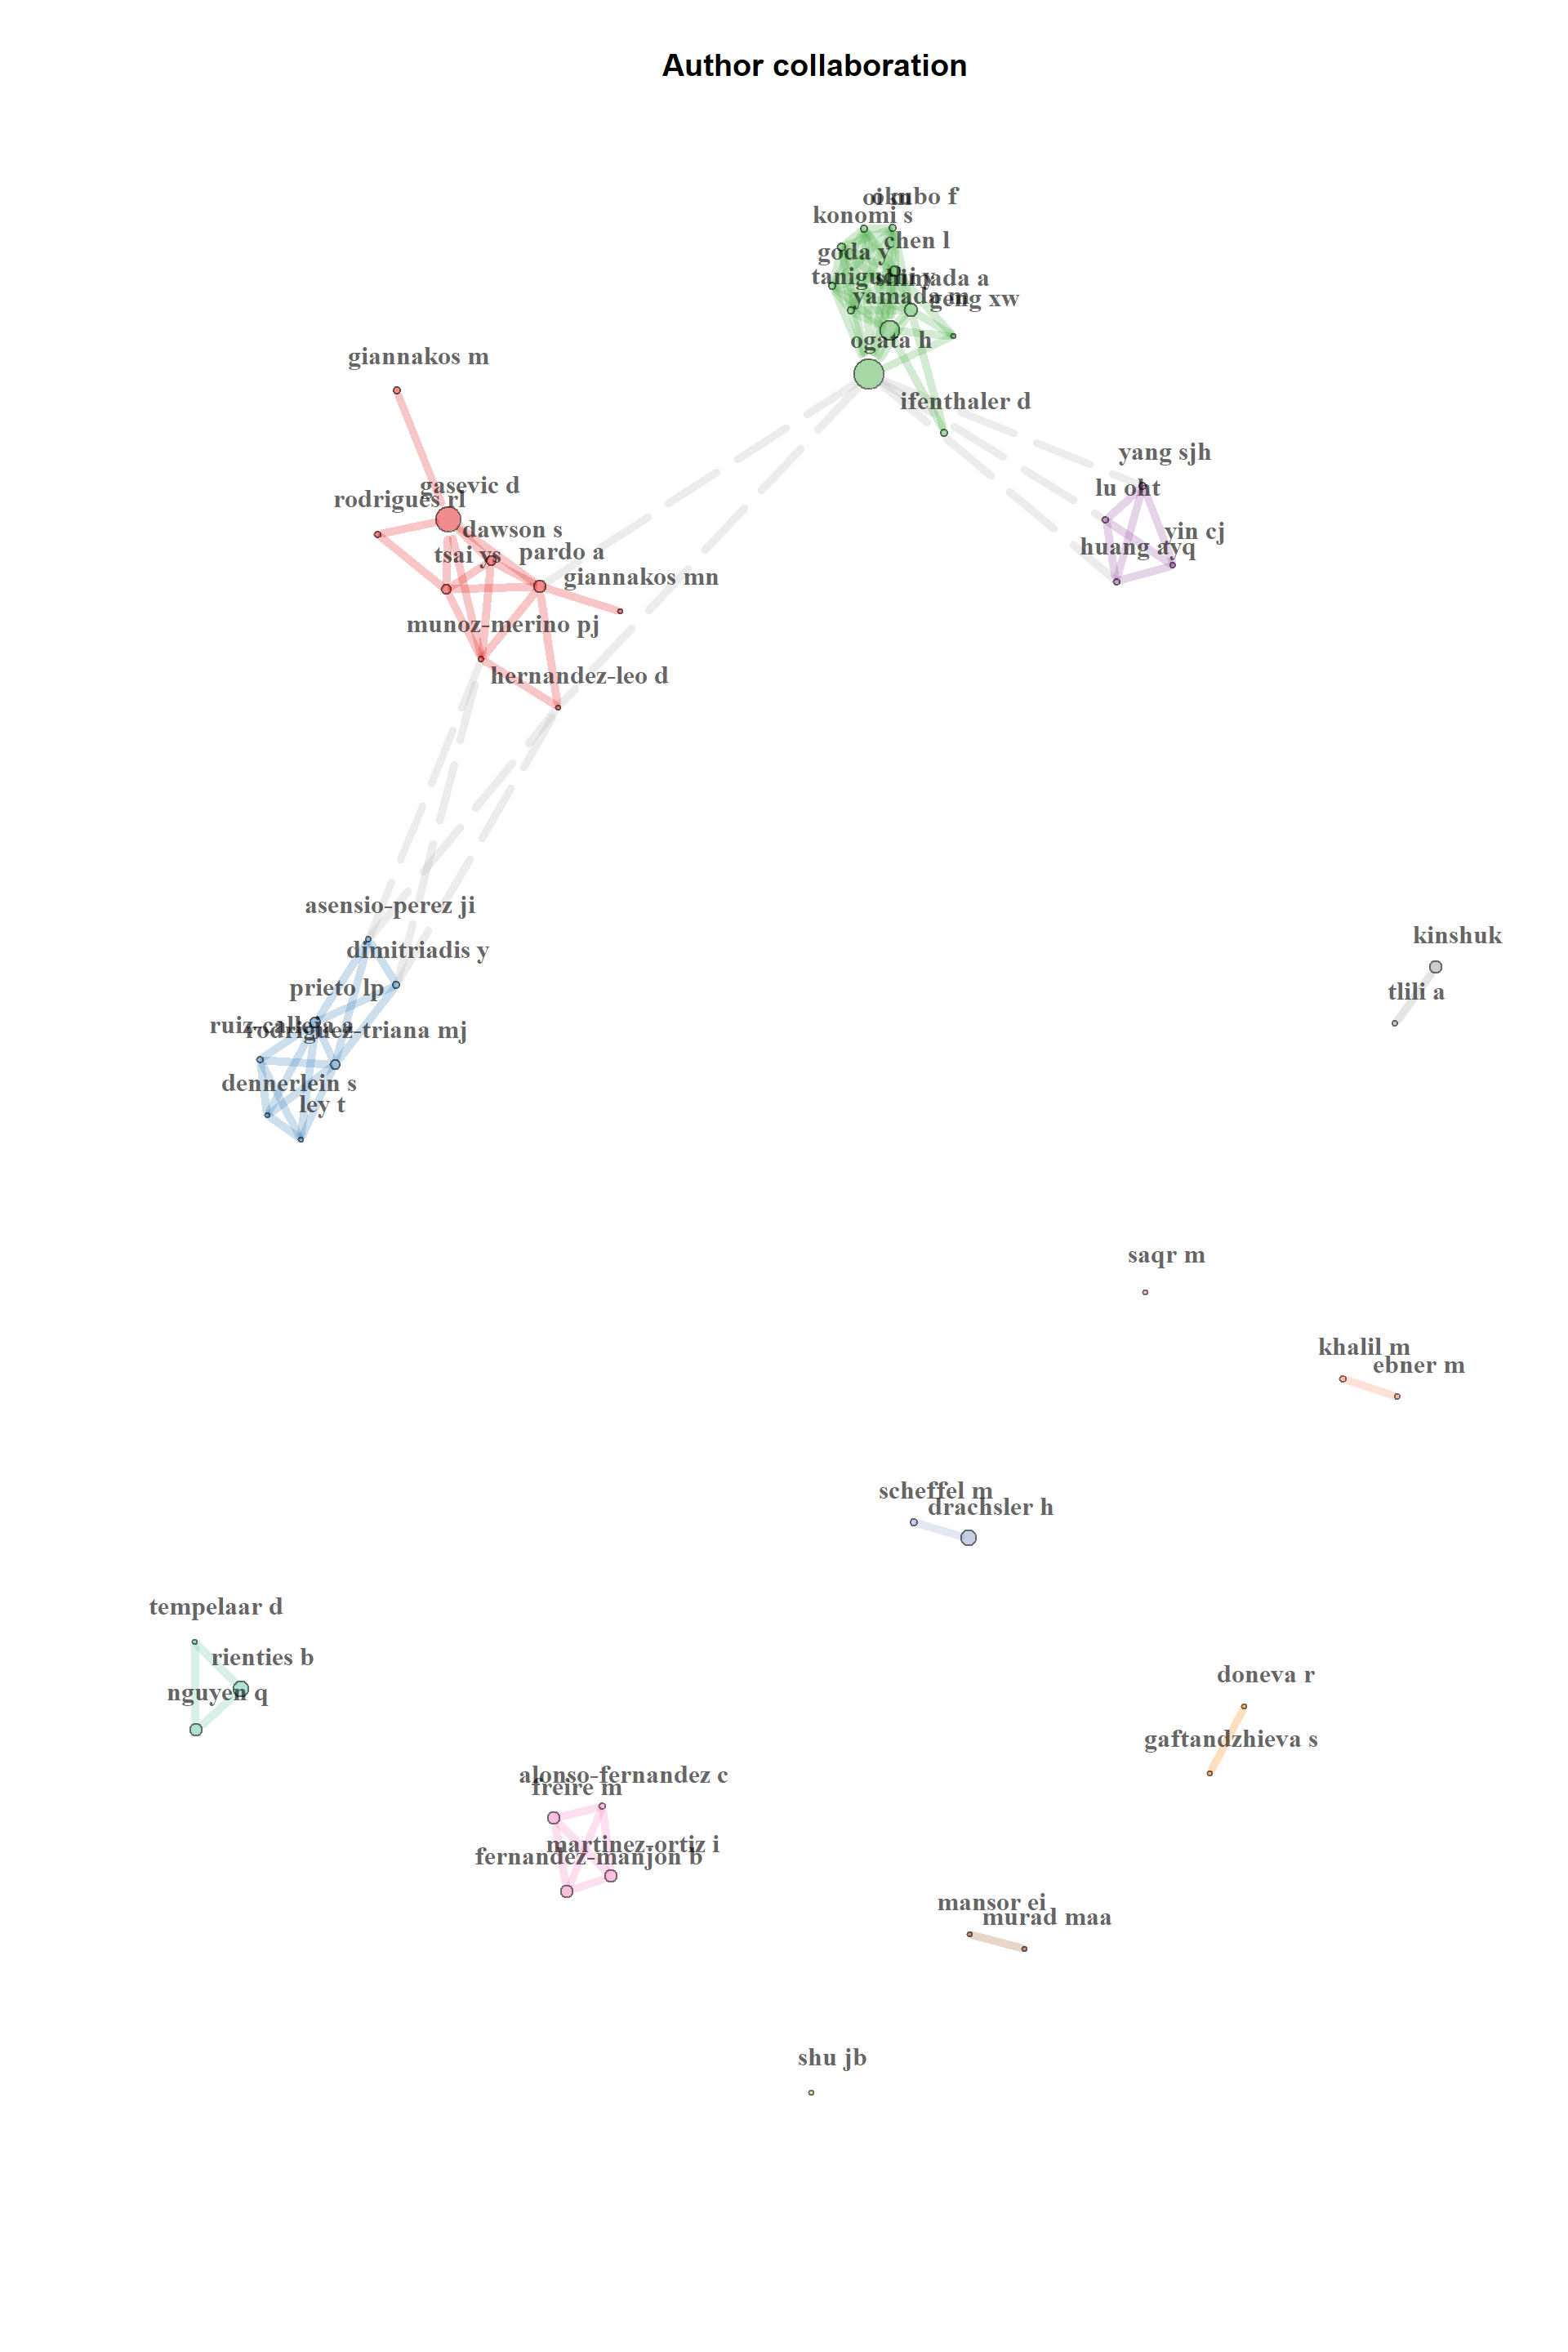 Author collaboration
okubo f
konomi s
chen l
goda y
taniguchi y
shimada a
yamada m
geng xw
ogata h
giannakos m
ifenthaler d
yang sjh
gasevic d
lu oht
rodrigues rl
dawson s
yin cj
tsai ys
pardo a
huang ayq
giannakos mn
munoz-merino pj
hernandez-leo d
asensio-perez ji
kinshuk
dimitriadis y
prieto lp
tlili a
ruiz-calleja a
rodriguez-triana mj
dennerlein s
ley t
saqr m
khalil m
ebner m
scheffel m
drachsler h
tempelaar d
rienties b
doneva r
nguyen q
gaftandzhieva s
alonso-fernandez c
freire m
martinez-ortiz i
fernandez-manjon b
mansor ei
murad maa
shu jb